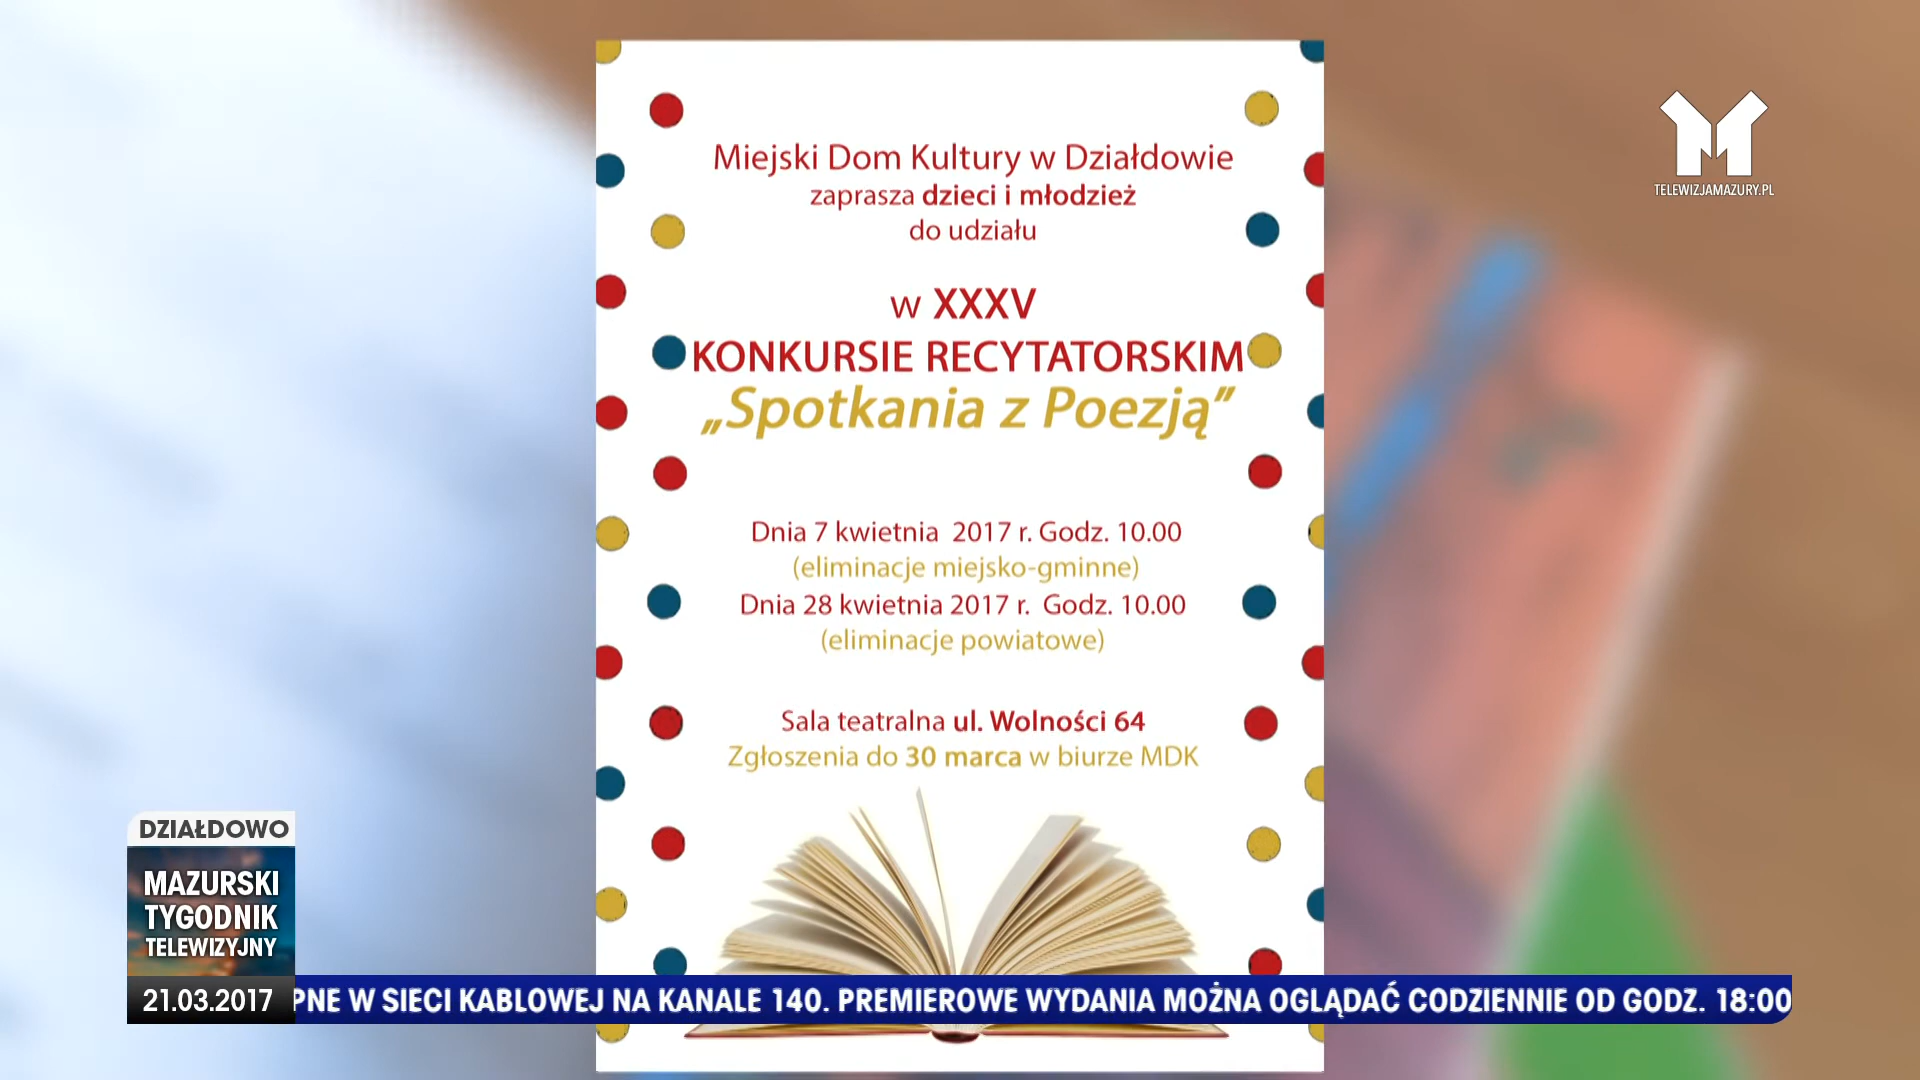 Miejski Dom Kultury w Działdowie
zaprasza dzieci i młodzież
do udziału
w XXXV
KONKURSIE RECYTATORSKIM
„Spotkania z Poezją”
Dnia 7 kwietnia 2017 r. Godz. 10.00
(eliminacje miejsko-gminne)
Dnia 28 kwietnia 2017 r. Godz. 10.00
(eliminacje powiatowe)
Sala teatralna ul. Wolności 64
Zgłoszenia do 30 marca w biurze MDK
TELEWIZJAMAZURY.PL
DZIAŁDOWO
MAZURSKI
TYGODNIK
TELEWIZYJNY
21.03.2017
PNE W SIECI KABLOWEJ NA KANALE 140. PREMIEROWE WYDANIA MOŻNA OGLĄDAĆ CODZIENNIE OD GODZ. 18:00